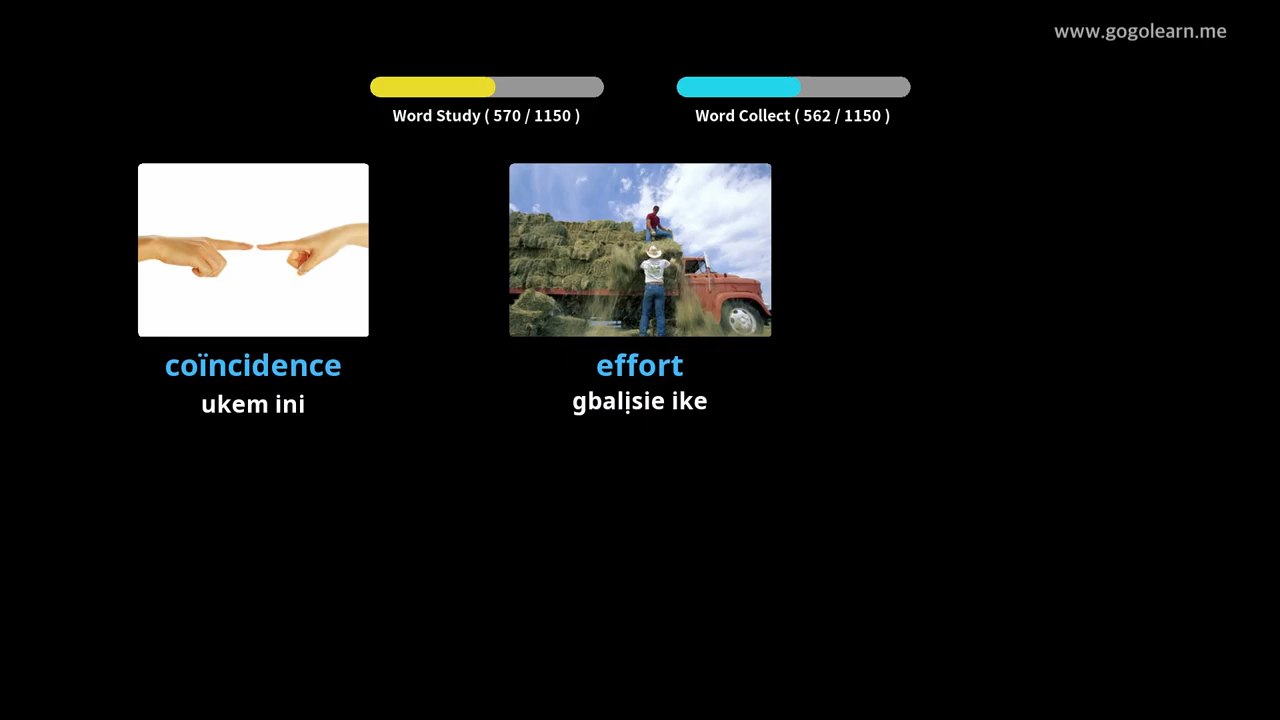 www.gogolearn.me
Word Study ( 570 / 1150 )
Word Collect ( 562 / 1150 )
coïncidence
ukem ini
effort
gbalịsie ike